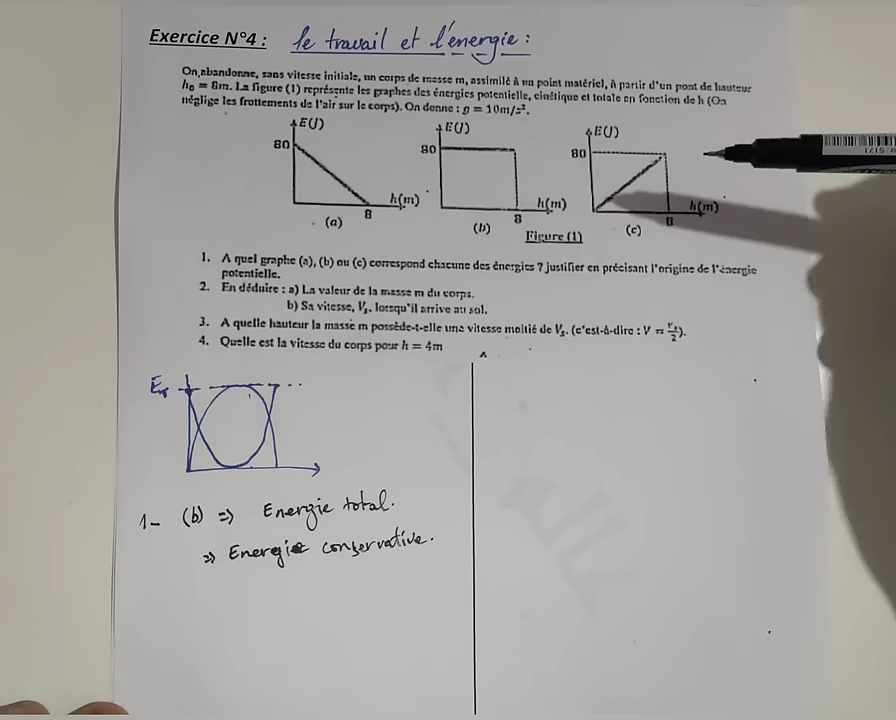 Exercice N°4 : le travail et l'énergie :
On abandonne, sans vitesse initiale, un corps de masse m, assimilé à un point matériel, à partir d'un pont de hauteur
h₀ = 8m. La figure (1) représente les graphes des énergies potentielle, cinétique et totale en fonction de h (On
néglige les frottements de l'air sur le corps). On donne : g = 10m/s².
E(J) E(J) E(J)
80 80 80
h(m) h(m) h(m)
8 8 8
(a) (b) (c)
Figure (1)
1. A quel graphe (a), (b) ou (c) correspond chacune des énergies ? justifier en précisant l'origine de l'énergie
potentielle.
2. En déduire : a) La valeur de la masse m du corps.
b) Sa vitesse, Vₛ, lorsqu'il arrive au sol.
3. A quelle hauteur la masse m possède-t-elle une vitesse moitié de Vₛ. (c'est-à-dire : V = Vₛ/2).
4. Quelle est la vitesse du corps pour h = 4m
1- (b) => Energie total.
=> Energie conservative.